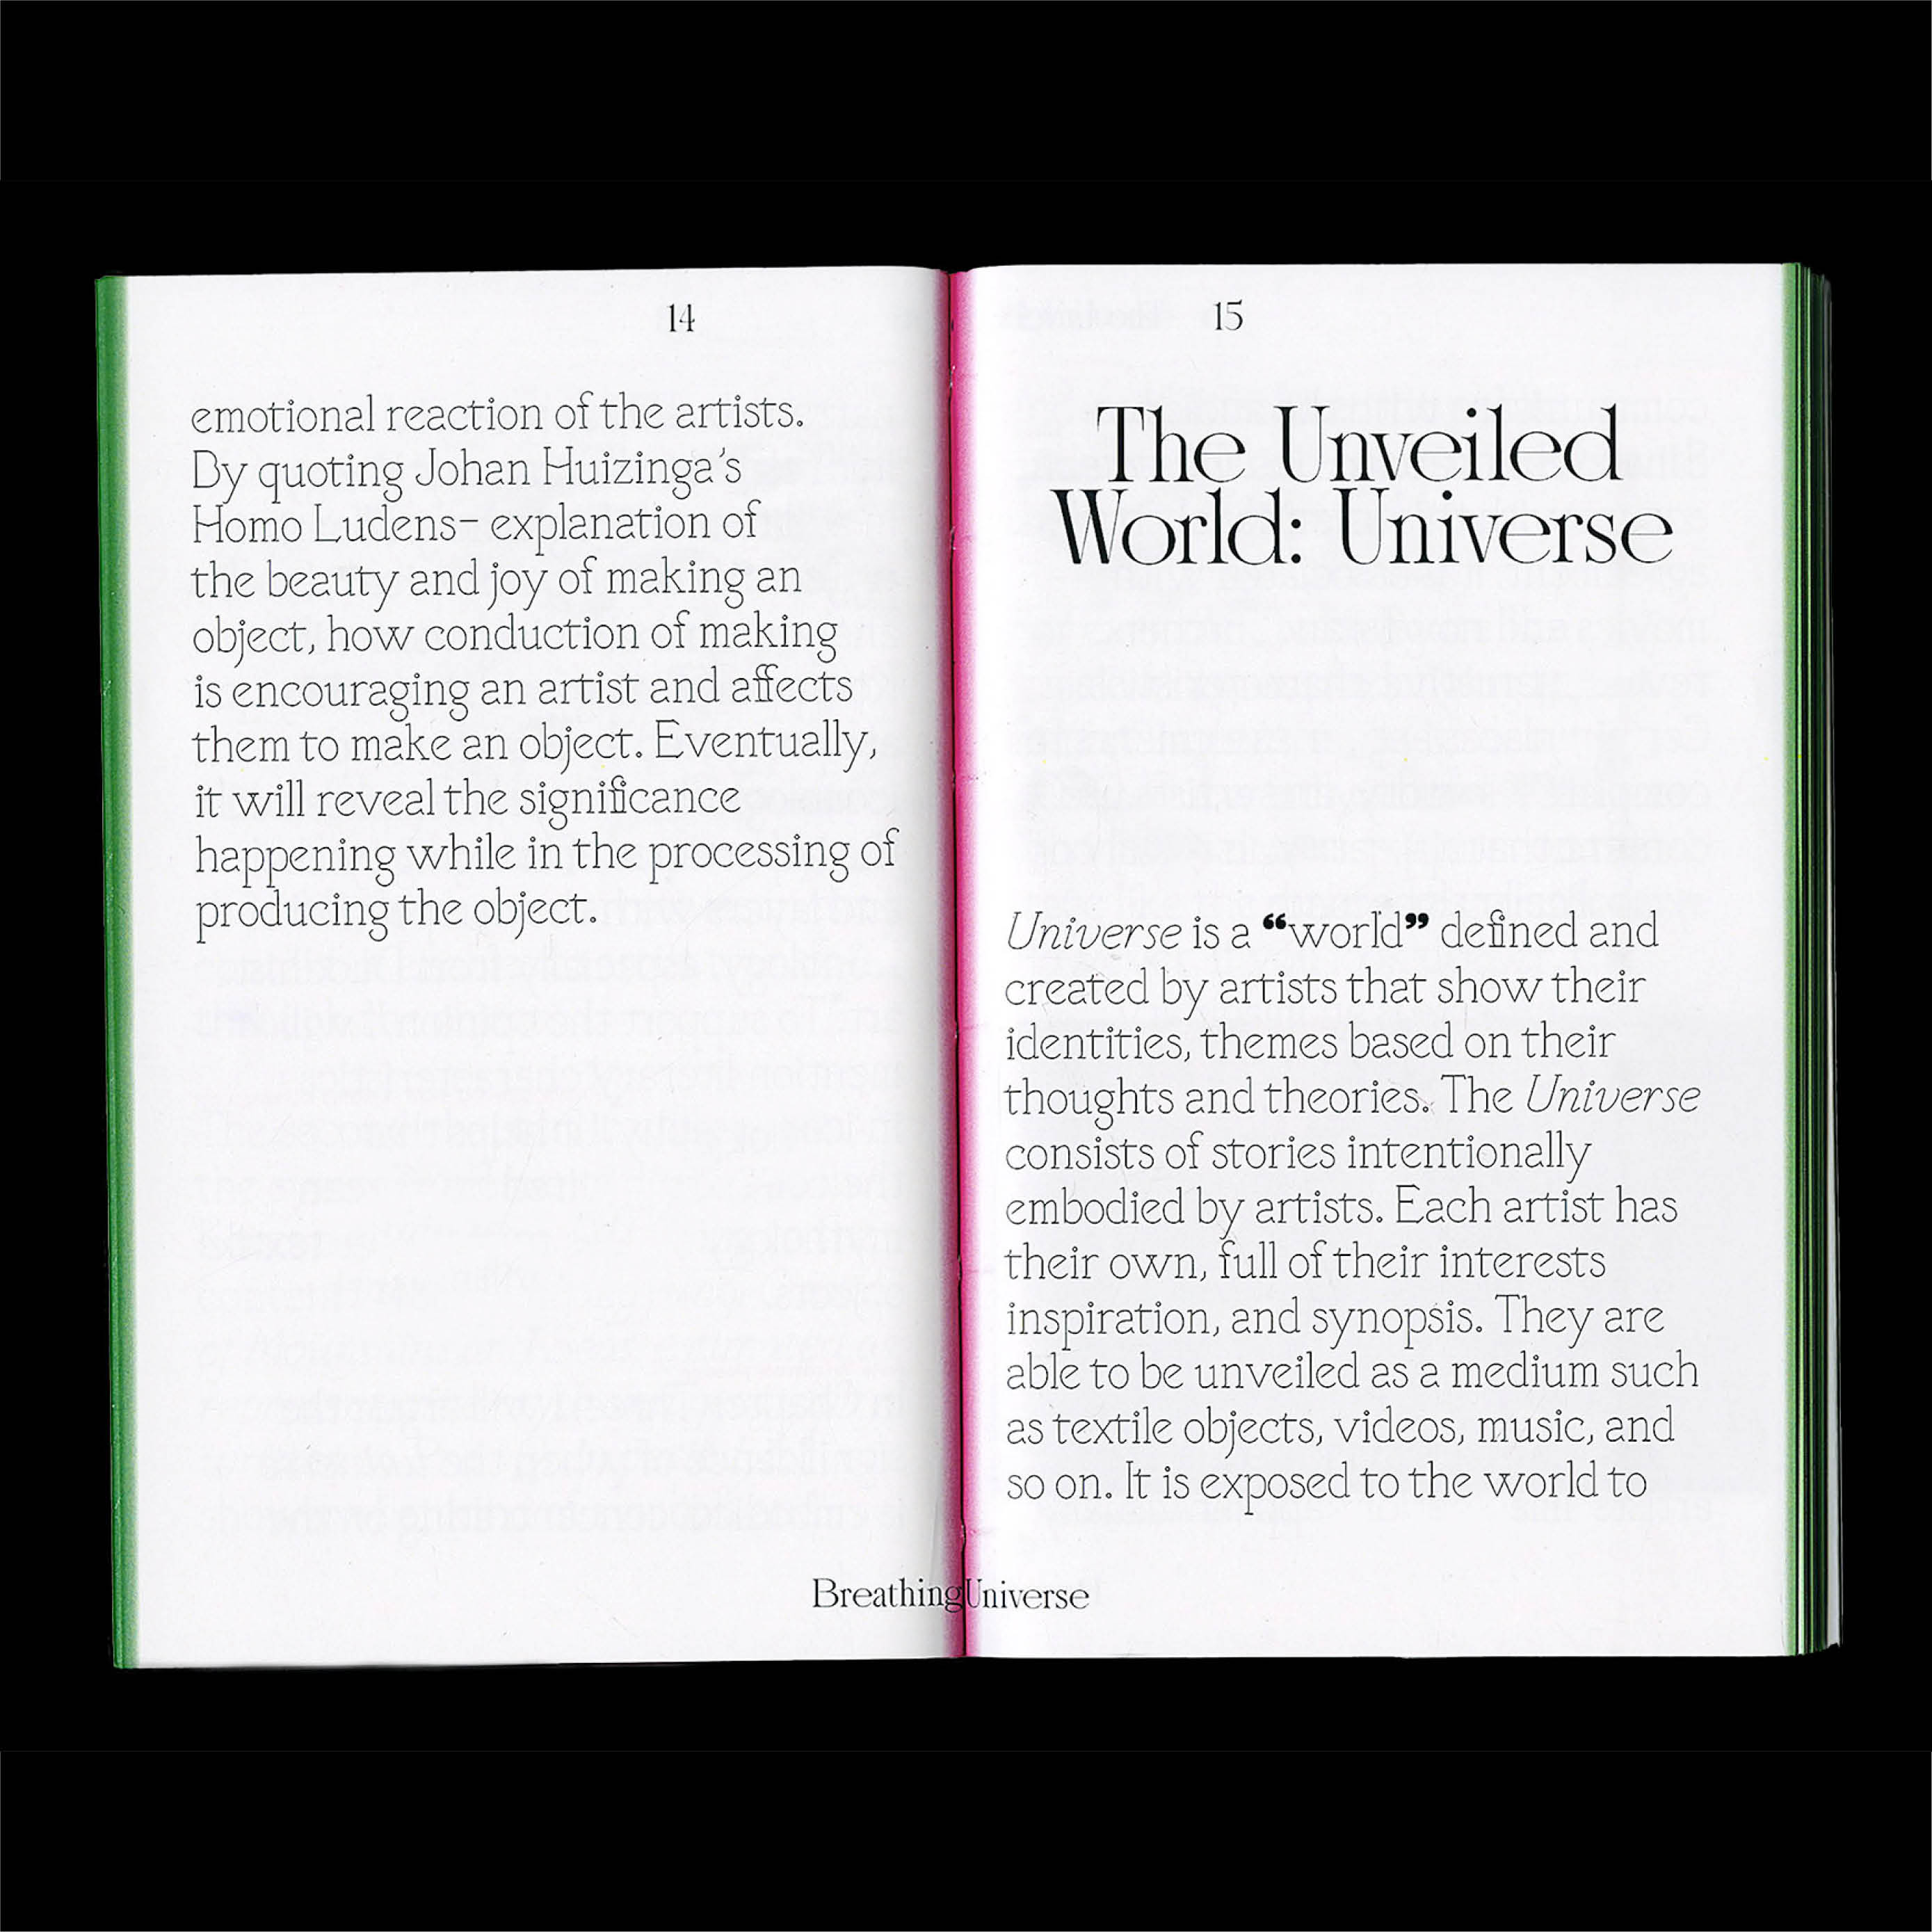 14
emotional reaction of the artists.
By quoting Johan Huizinga's
Homo Ludens– explanation of
the beauty and joy of making an
object, how conduction of making
is encouraging an artist and affects
them to make an object. Eventually,
it will reveal the significance
happening while in the processing of
producing the object.
15
The Unveiled
World: Universe
Universe is a “world” defined and
created by artists that show their
identities, themes based on their
thoughts and theories. The Universe
consists of stories intentionally
embodied by artists. Each artist has
their own, full of their interests
inspiration, and synopsis. They are
able to be unveiled as a medium such
as textile objects, videos, music, and
so on. It is exposed to the world to
BreathingUniverse